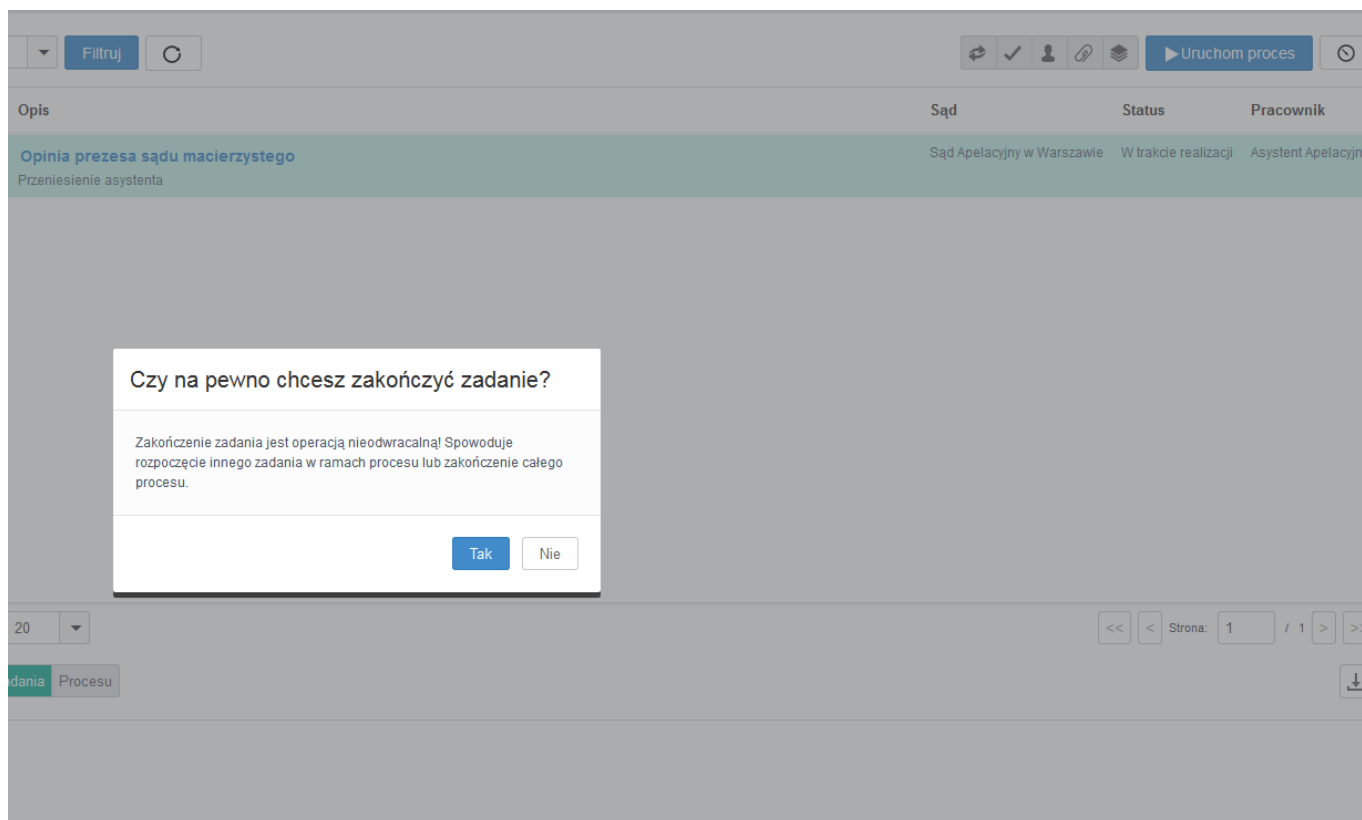 Filtruj
Uruchom proces
Opis Sąd Status Pracownik
Opinia prezesa sądu macierzystego Sąd Apelacyjny w Warszawie W trakcie realizacji Asystent
Przeniesienie asystenta
Czy na pewno chcesz zakończyć zadanie?
Zakończenie zadania jest operacją nieodwracalną! Spowoduje
rozpoczęcie innego zadania w ramach procesu lub zakończenie całego
procesu.
Tak Nie
20 << < Strona: 1 / 1 > >>
Procesu